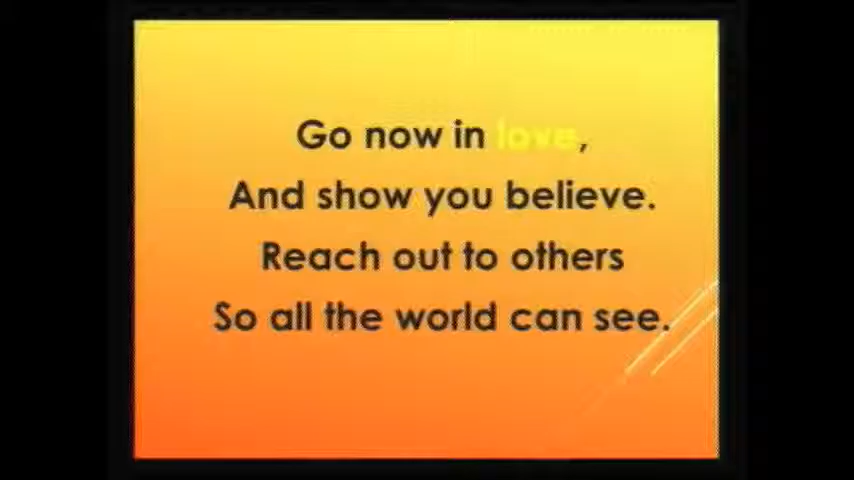 Go now in love,
And show you believe.
Reach out to others
So all the world can see.